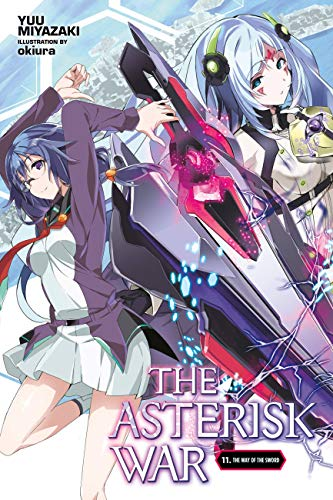 YUU
MIYAZAKI
ILLUSTRATION BY
okiura
THE
ASTERISK
WAR
11. THE WAY OF THE SWORD